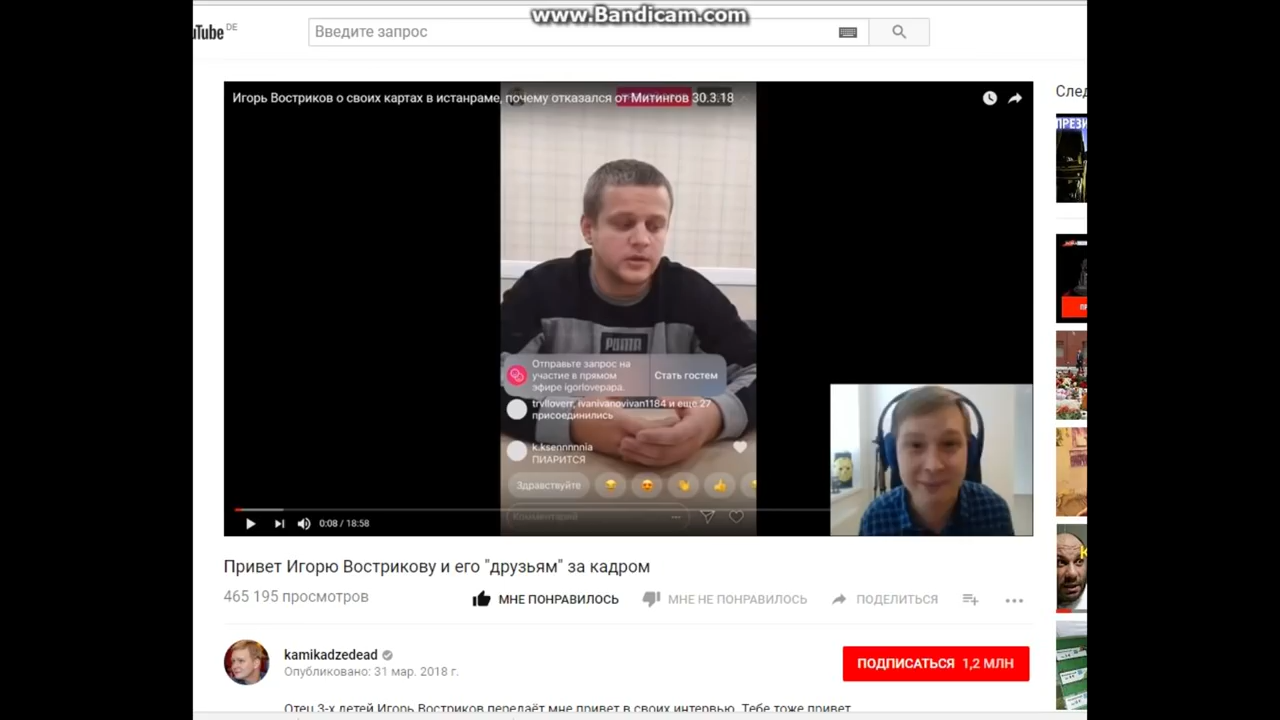 www.Bandicam.com
uTube DE
Введите запрос
Игорь Востриков о своих картах в истанраме, почему отказался от Митингов 30.3.18
След
ПРЕЗИ
PUMA
Отправьте запрос на
участие в прямом
эфире igorlovepapa.
Стать гостем
trvlloverr, ivanivanovivan1184 и еще 27
присоединились
k.ksennnnnia
ПИАРИТСЯ
Здравствуйте
Комментарий
0:08 / 18:58
Привет Игорю Вострикову и его "друзьям" за кадром
465 195 просмотров
МНЕ ПОНРАВИЛОСЬ
МНЕ НЕ ПОНРАВИЛОСЬ
ПОДЕЛИТЬСЯ
kamikadzedead
Опубликовано: 31 мар. 2018 г.
ПОДПИСАТЬСЯ 1,2 МЛН
Отец 3-х детей Игорь Востриков передаёт мне привет в своих интервью. Тебе тоже привет